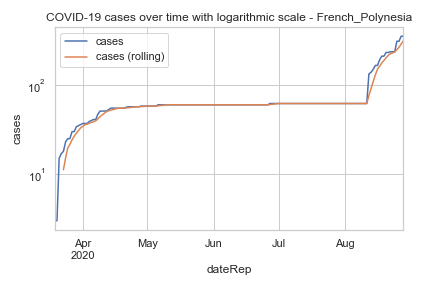 COVID-19 cases over time with logarithmic scale - French_Polynesia
cases
cases (rolling)
10²
10¹
cases
Apr May Jun Jul Aug
2020
dateRep